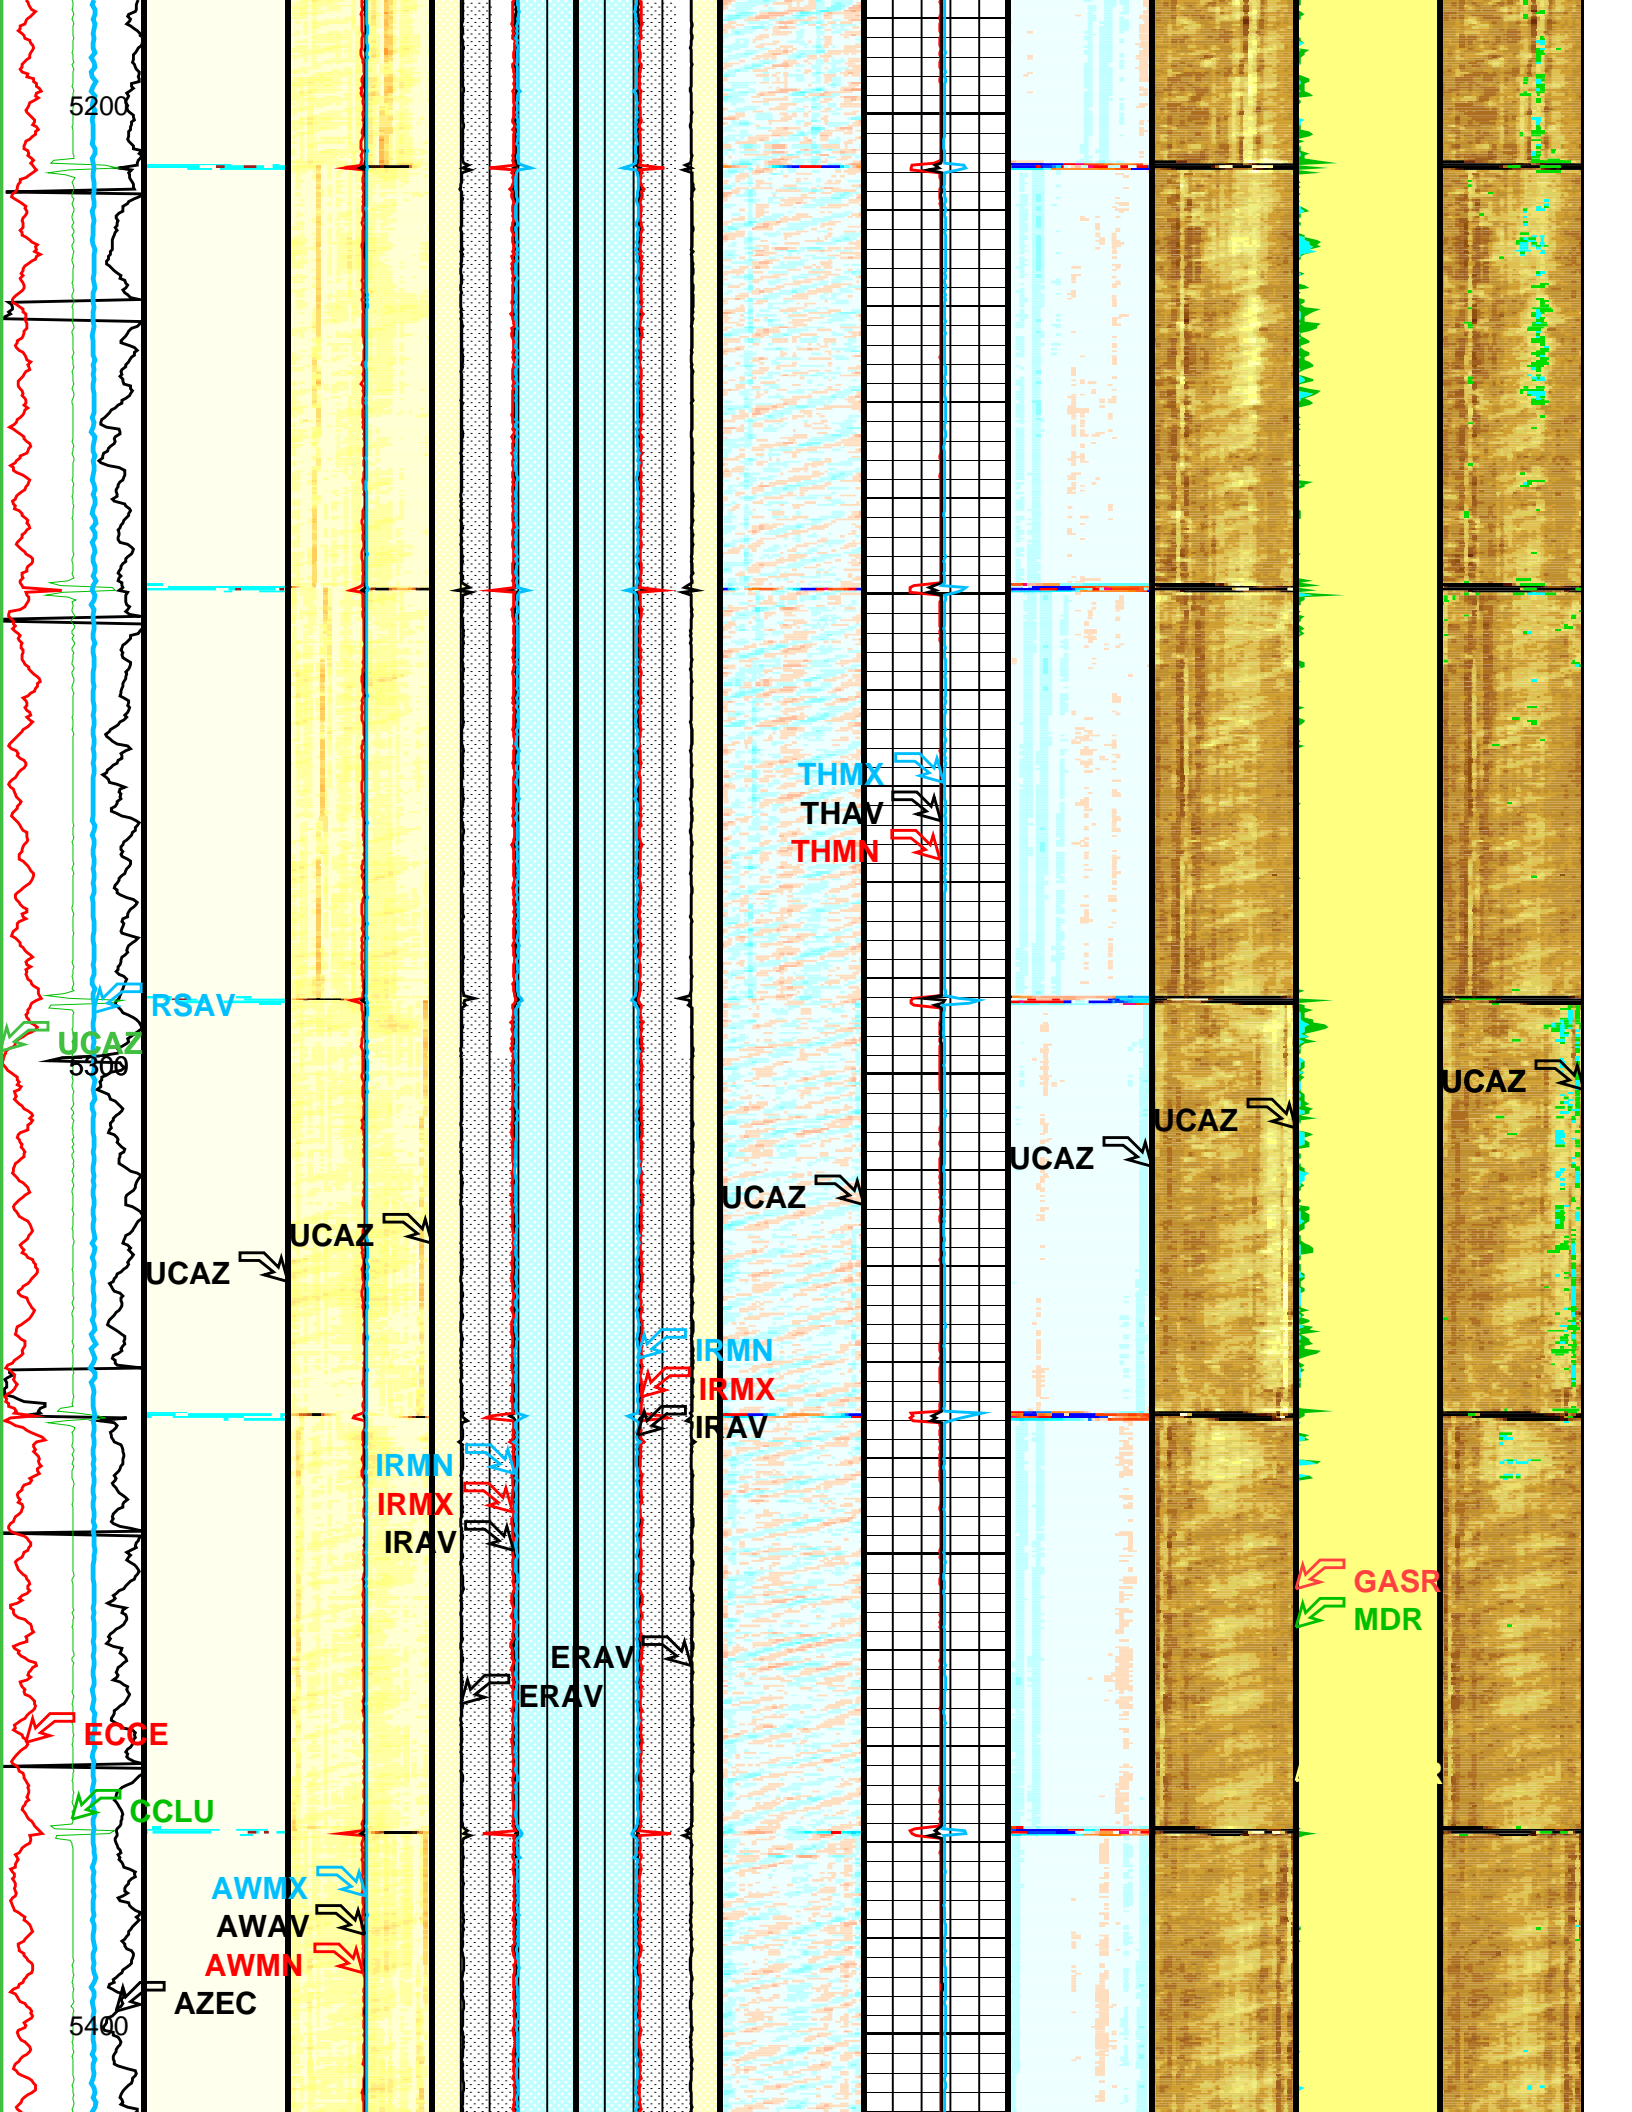 5200
THMX
THAV
THMN
RSAV
UCAZ
5300
UCAZ
UCAZ
UCAZ
UCAZ
UCAZ
UCAZ
IRMN
IRMX
IRAV
IRMN
IRMX
IRAV
GASR
MDR
ERAV
ERAV
ECCE
CCLU
AWMX
AWAV
AWMN
AZEC
5400